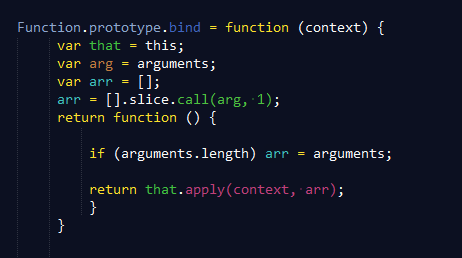 Function.prototype.bind = function (context) {
var that = this;
var arg = arguments;
var arr = [];
arr = [].slice.call(arg, 1);
return function () {
if (arguments.length) arr = arguments;
return that.apply(context, arr);
}
}